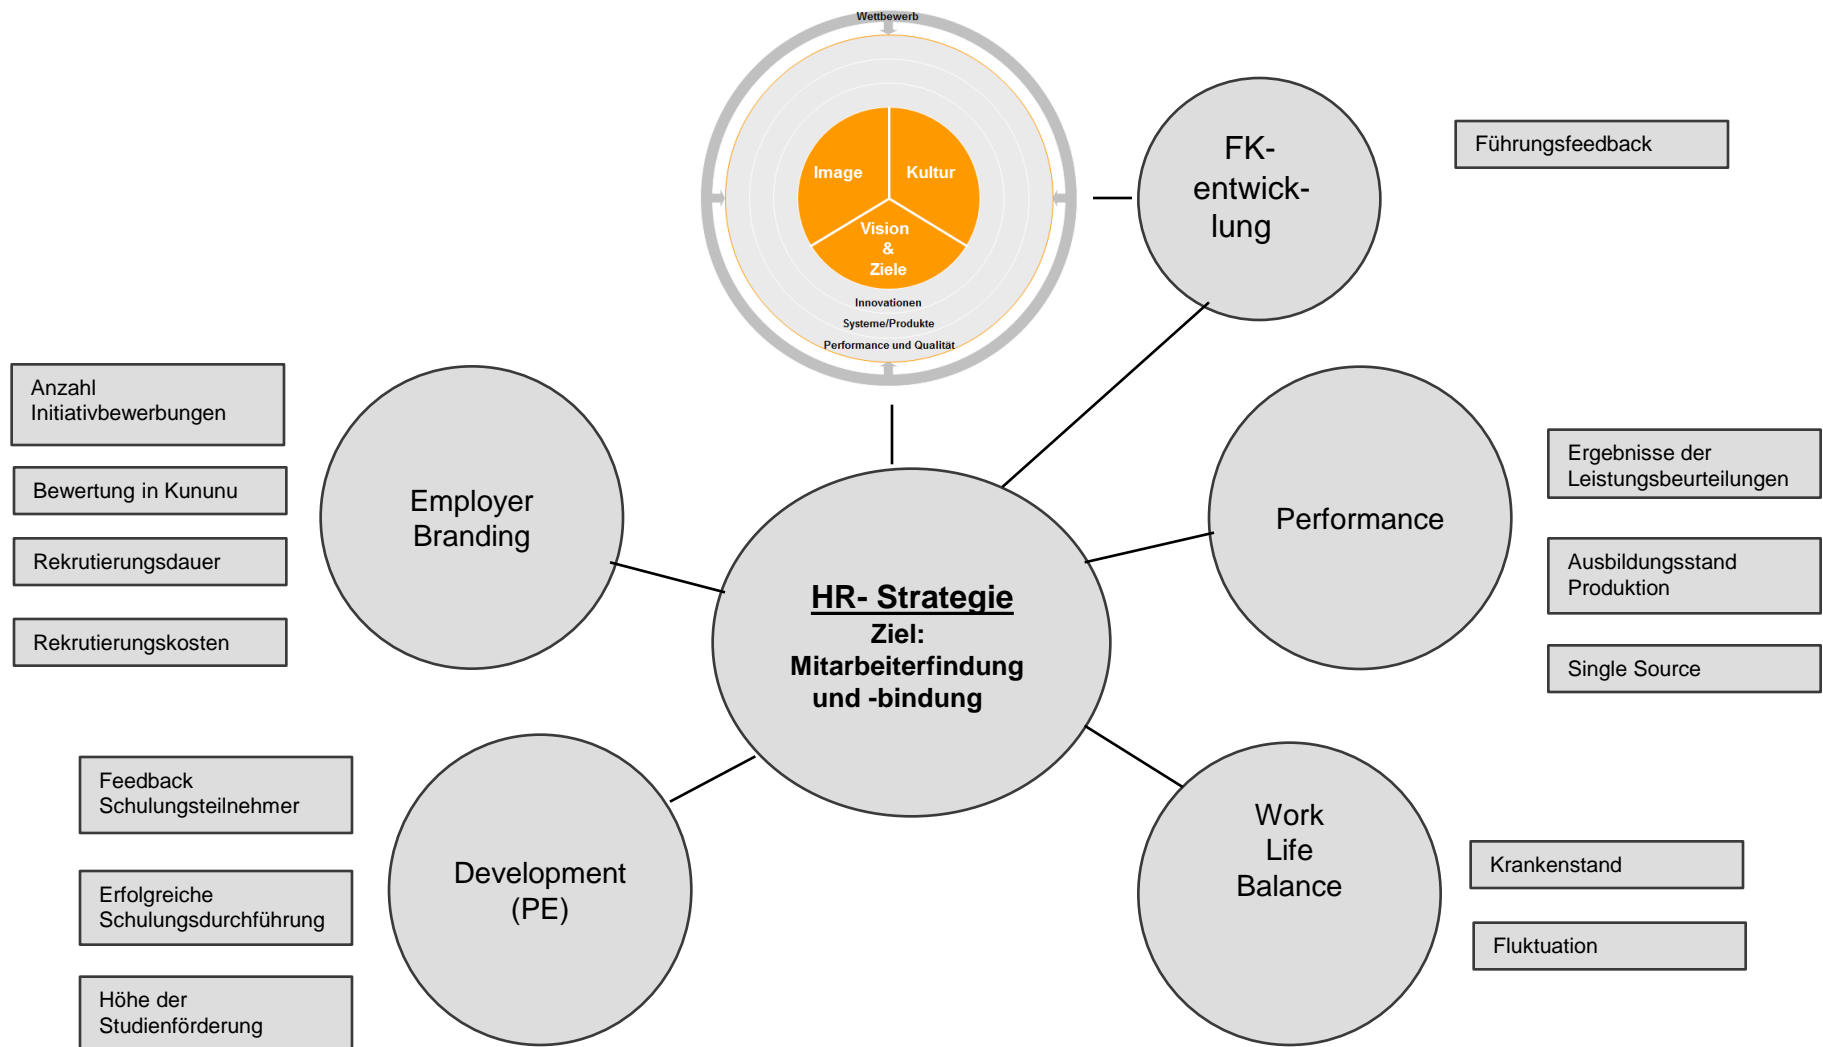 Wettbewerb
Image
Kultur
Vision
&
Ziele
Innovationen
Systeme/Produkte
Performance und Qualität
FK-
entwick-
lung
Führungsfeedback
Anzahl
Initiativbewerbungen
Bewertung in Kununu
Rekrutierungsdauer
Rekrutierungskosten
Employer
Branding
HR- Strategie
Ziel:
Mitarbeiterfindung
und -bindung
Performance
Ergebnisse der
Leistungsbeurteilungen
Ausbildungsstand
Produktion
Single Source
Feedback
Schulungsteilnehmer
Erfolgreiche
Schulungsdurchführung
Höhe der
Studienförderung
Development
(PE)
Work
Life
Balance
Krankenstand
Fluktuation